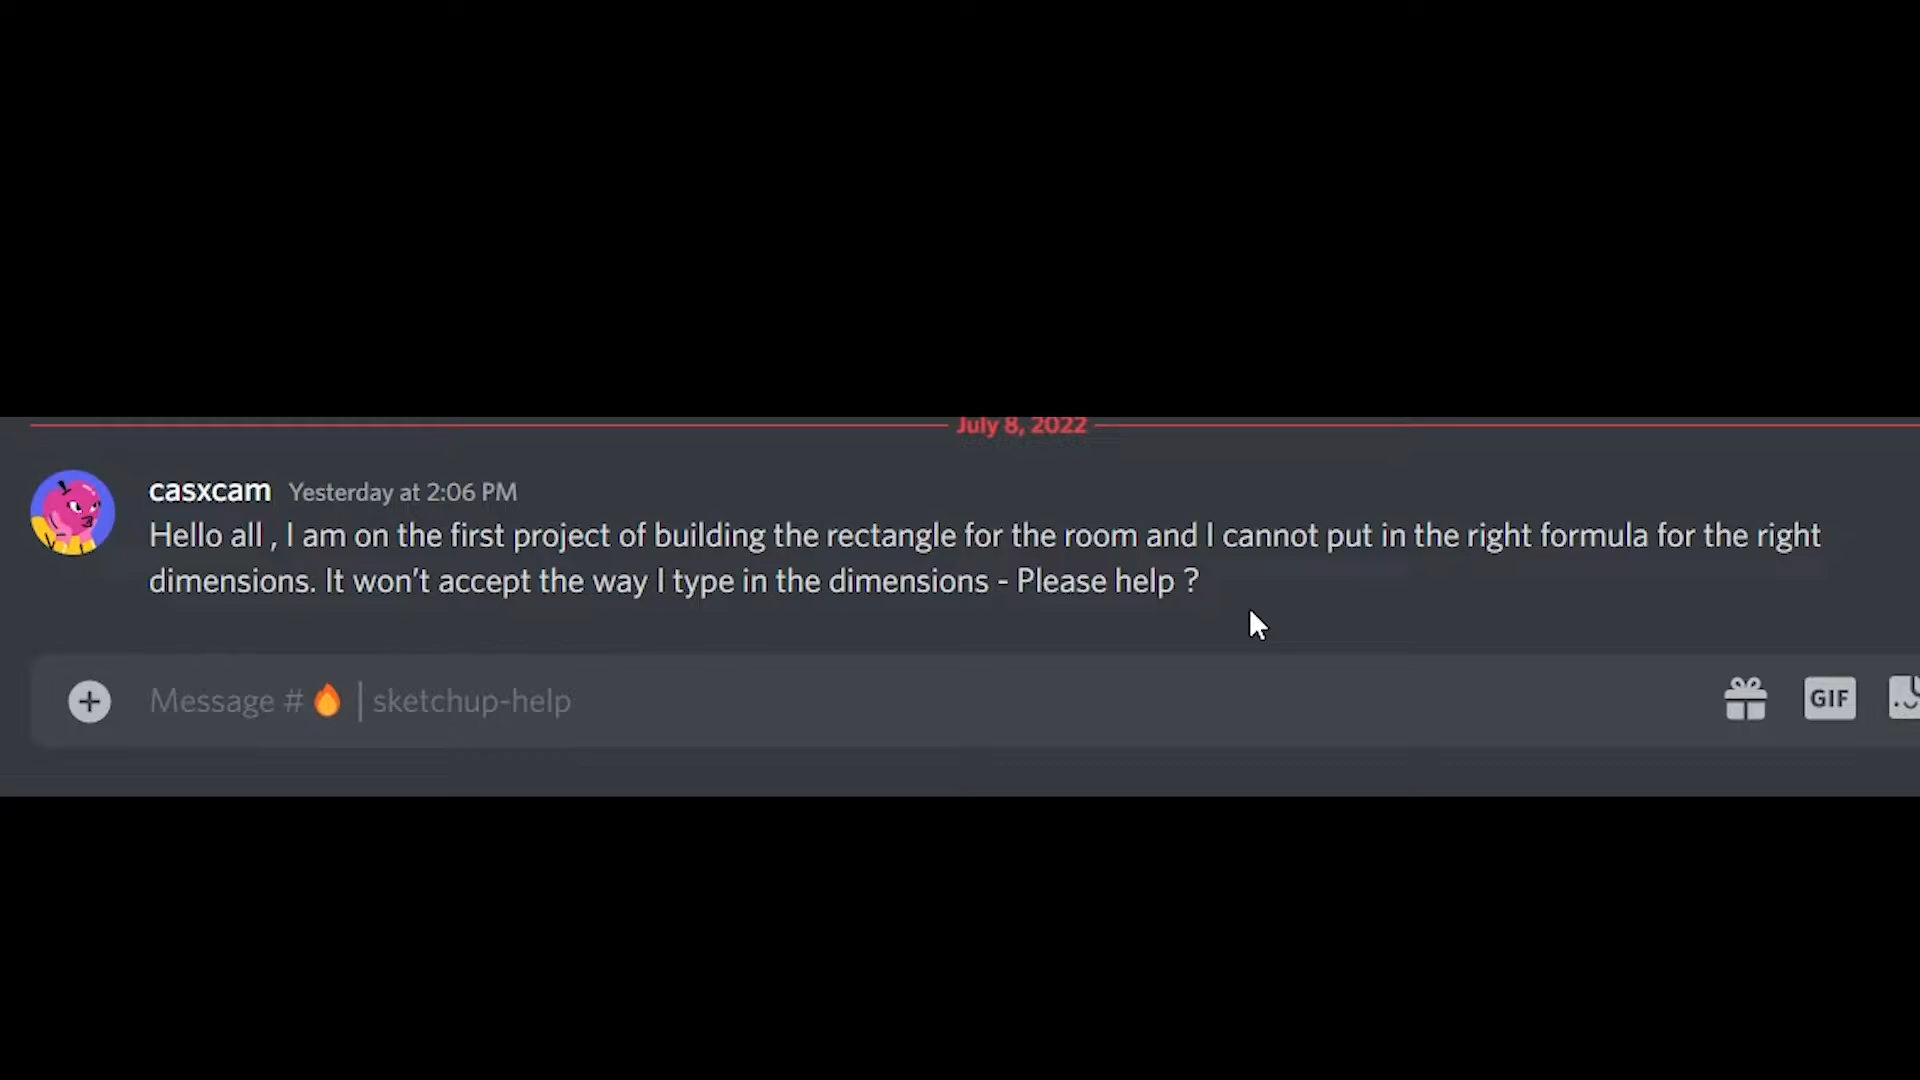 July 8, 2022
casxcam Yesterday at 2:06 PM
Hello all , I am on the first project of building the rectangle for the room and I cannot put in the right formula for the right
dimensions. It won’t accept the way I type in the dimensions - Please help ?
Message # 🔥 | sketchup-help
GIF